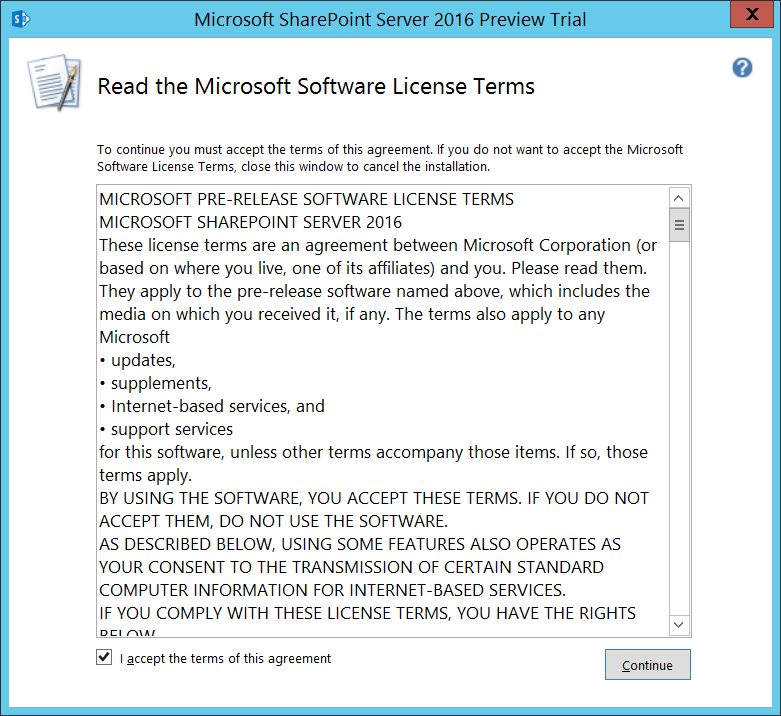 Microsoft SharePoint Server 2016 Preview Trial
Read the Microsoft Software License Terms
To continue you must accept the terms of this agreement. If you do not want to accept the Microsoft
Software License Terms, close this window to cancel the installation.
MICROSOFT PRE-RELEASE SOFTWARE LICENSE TERMS
MICROSOFT SHAREPOINT SERVER 2016
These license terms are an agreement between Microsoft Corporation (or
based on where you live, one of its affiliates) and you. Please read them.
They apply to the pre-release software named above, which includes the
media on which you received it, if any. The terms also apply to any
Microsoft
• updates,
• supplements,
• Internet-based services, and
• support services
for this software, unless other terms accompany those items. If so, those
terms apply.
BY USING THE SOFTWARE, YOU ACCEPT THESE TERMS. IF YOU DO NOT
ACCEPT THEM, DO NOT USE THE SOFTWARE.
AS DESCRIBED BELOW, USING SOME FEATURES ALSO OPERATES AS
YOUR CONSENT TO THE TRANSMISSION OF CERTAIN STANDARD
COMPUTER INFORMATION FOR INTERNET-BASED SERVICES.
IF YOU COMPLY WITH THESE LICENSE TERMS, YOU HAVE THE RIGHTS
BELOW
I accept the terms of this agreement
Continue